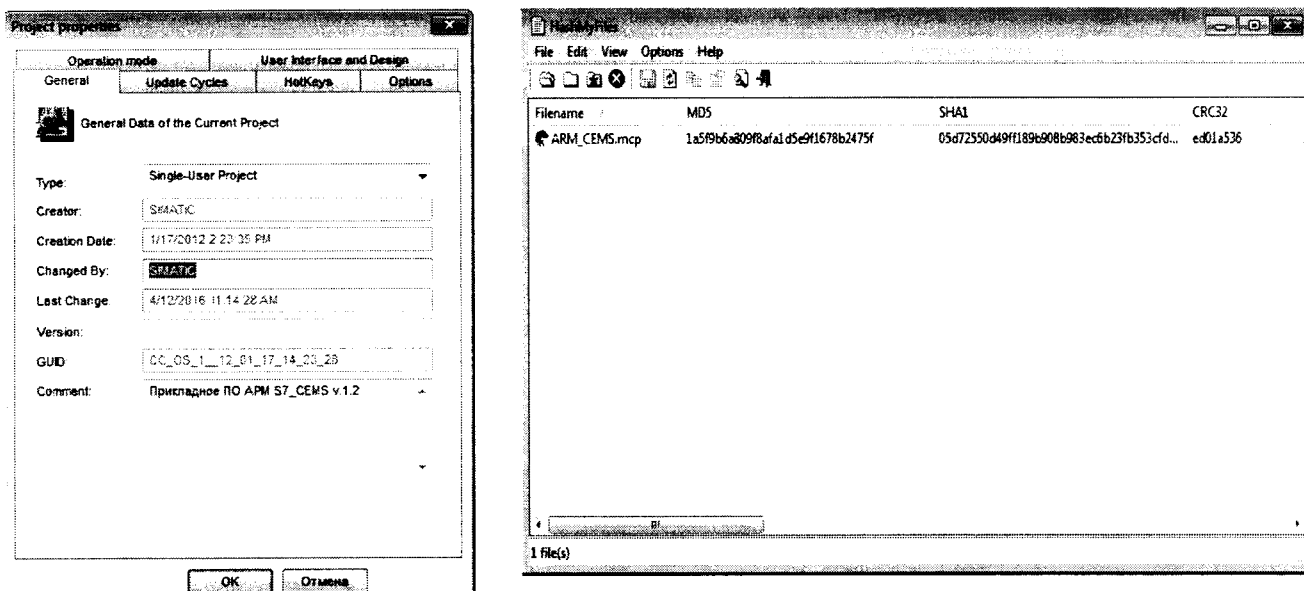 Project properties
Operation mode
User Interface and Design
General
Update Cycles
HotKeys
Options
General Data of the Current Project
Type:
Single-User Project
Creator:
SIMATIC
Creation Date:
1/17/2012 2:23:35 PM
Changed By:
SIMATIC
Last Change:
4/12/2016 11:14:28 AM
Version:
GUID
Comment:
Прикладное ПО АРМ S7_CEMS v.1.2
OK
Отмена
HashMyFiles
File Edit View Options Help
Filename
MD5
SHA1
CRC32
ARM_CEMS.mcp
1a5f9b6a809f8afa1d5e9f1678b2475f
05d72550d49ff189b908b983ec6b23fb353cfd...
ed01a536
1 file(s)